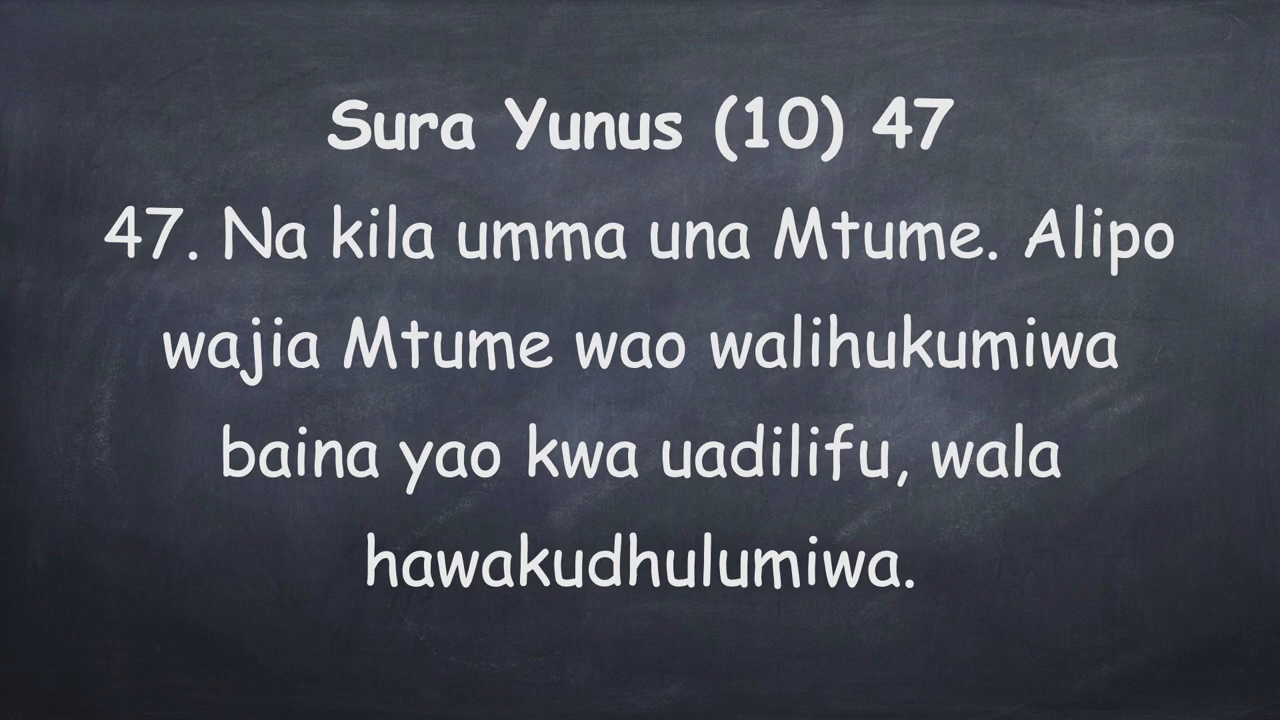 Sura Yunus (10) 47
47. Na kila umma una Mtume. Alipo
wajia Mtume wao walihukumiwa
baina yao kwa uadilifu, wala
hawakudhulumiwa.